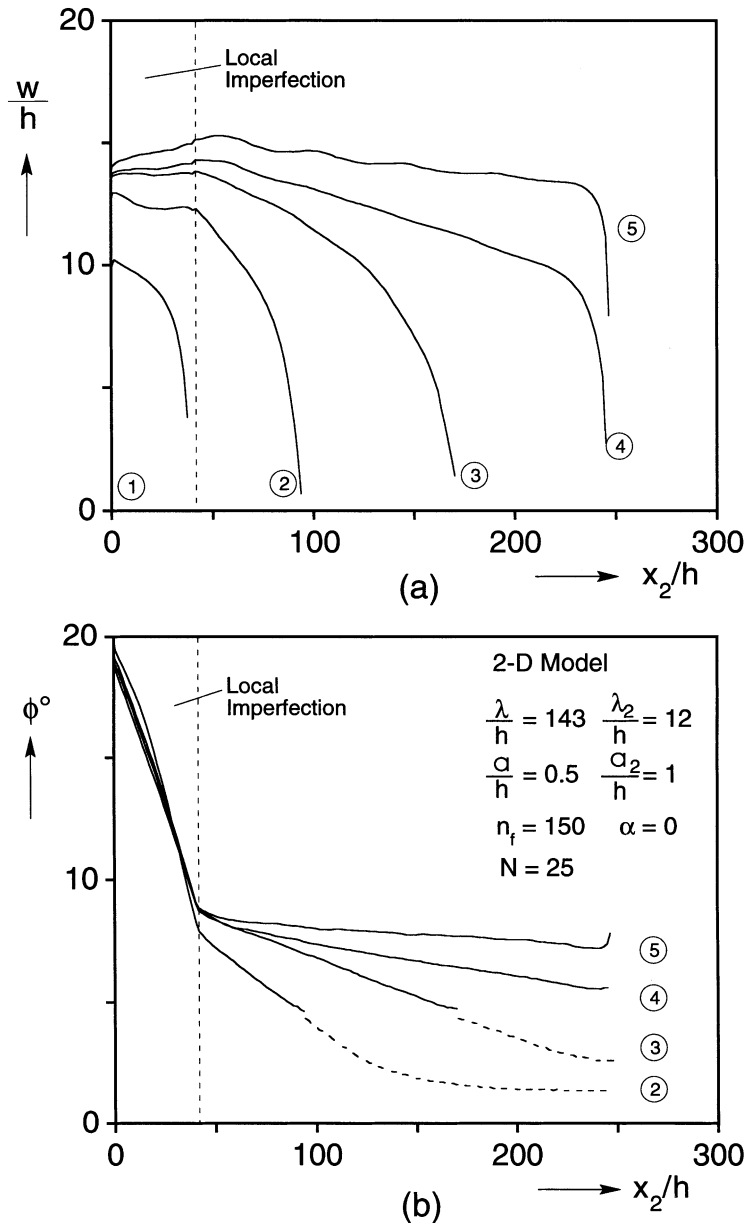 20
Local
Imperfection
w
h
10
5
4
1
2
3
0
0
100
200
300
x2/h
(a)
20
2-D Model
Local
Imperfection
ϕ°
λ/h = 143 λ2/h = 12
a/h = 0.5 a2/h = 1
nf = 150 α = 0
N = 25
10
5
4
3
2
0
0
100
200
300
x2/h
(b)